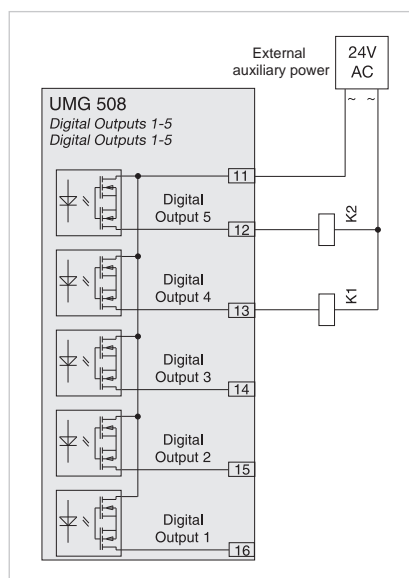 External
auxiliary power
24V
AC
~ ~
UMG 508
Digital Outputs 1-5
Digital Outputs 1-5
11
Digital
Output 5
12
K2
Digital
Output 4
13
K1
Digital
Output 3
14
Digital
Output 2
15
Digital
Output 1
16